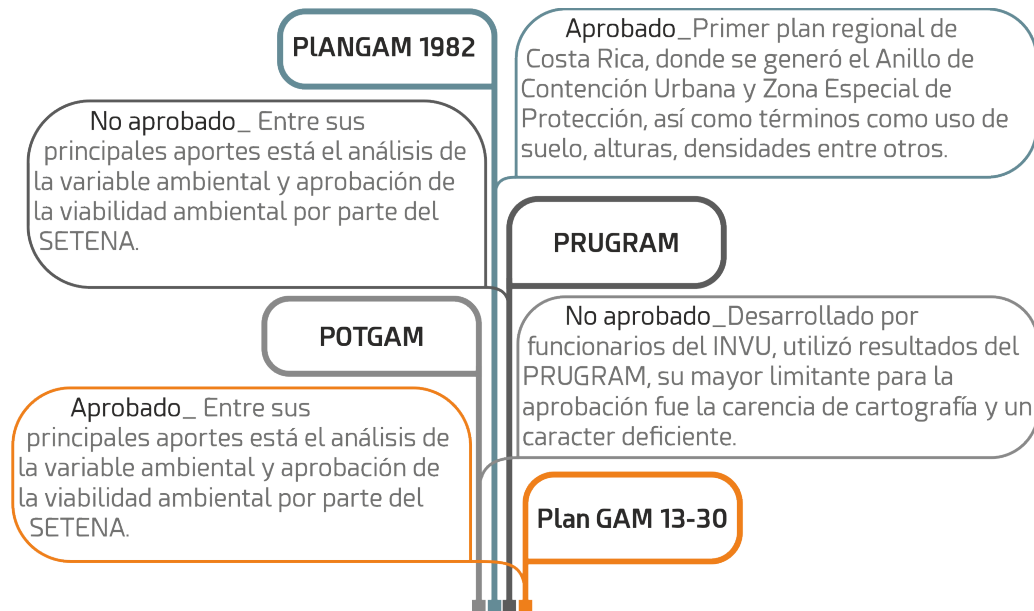 PlANGAM 1982
Aprobado_Primer plan regional de
Costa Rica, donde se generó el Anillo de
Contención Urbana y Zona Especial de
Protección, así como términos como uso de
suelo, alturas, densidades entre otros.
PRUGRAM
No aprobado_ Entre sus
principales aportes está el análisis de
la variable ambiental y aprobación de
la viabilidad ambiental por parte del
SETENA.
POTGAM
No aprobado_Desarrollado por
funcionarios del INVU, utilizó resultados del
PRUGRAM, su mayor limitante para la
aprobación fue la carencia de cartografía y un
caracter deficiente.
Plan GAM 13-30
Aprobado_ Entre sus
principales aportes está el análisis de
la variable ambiental y aprobación de
la viabilidad ambiental por parte del
SETENA.